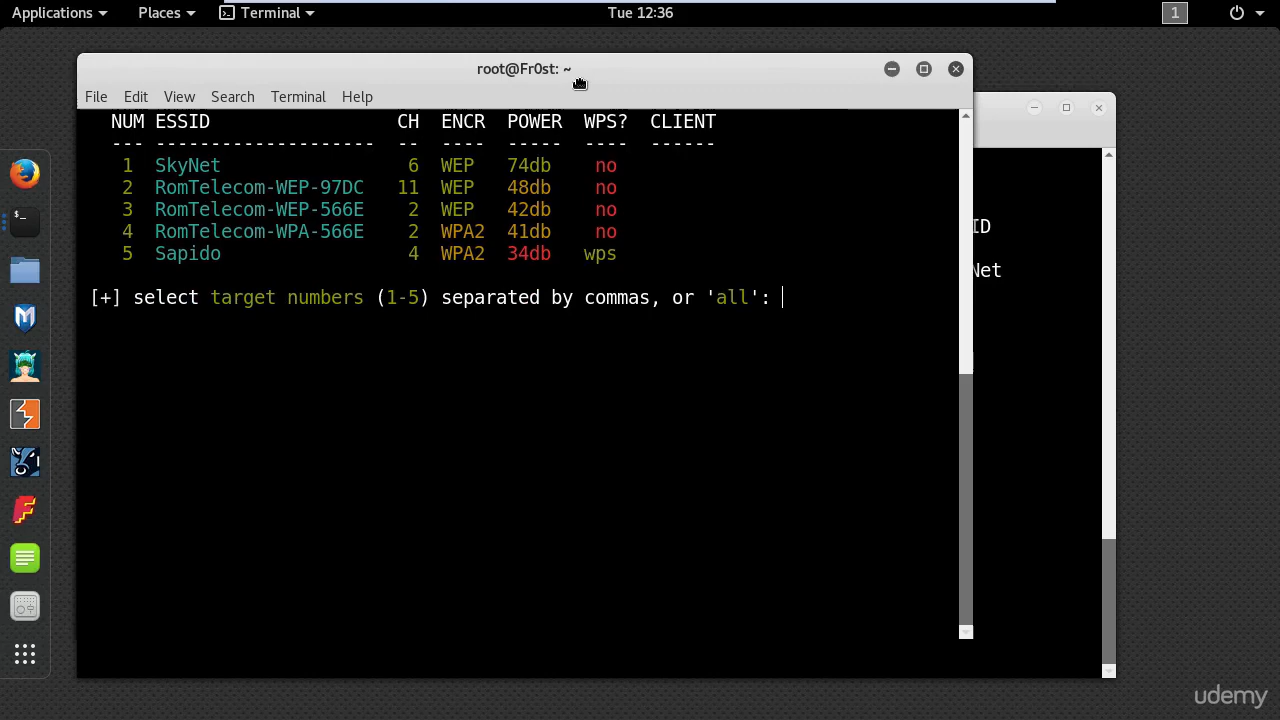 Applications Places Terminal Tue 12:36 1
root@Fr0st: ~
File Edit View Search Terminal Help
NUM ESSID CH ENCR POWER WPS? CLIENT
--- -------------------- -- ---- ----- ---- ------
1 SkyNet 6 WEP 74db no
2 RomTelecom-WEP-97DC 11 WEP 48db no
3 RomTelecom-WEP-566E 2 WEP 42db no
4 RomTelecom-WPA-566E 2 WPA2 41db no
5 Sapido 4 WPA2 34db wps
[+] select target numbers (1-5) separated by commas, or 'all':
ID
Net
udemy